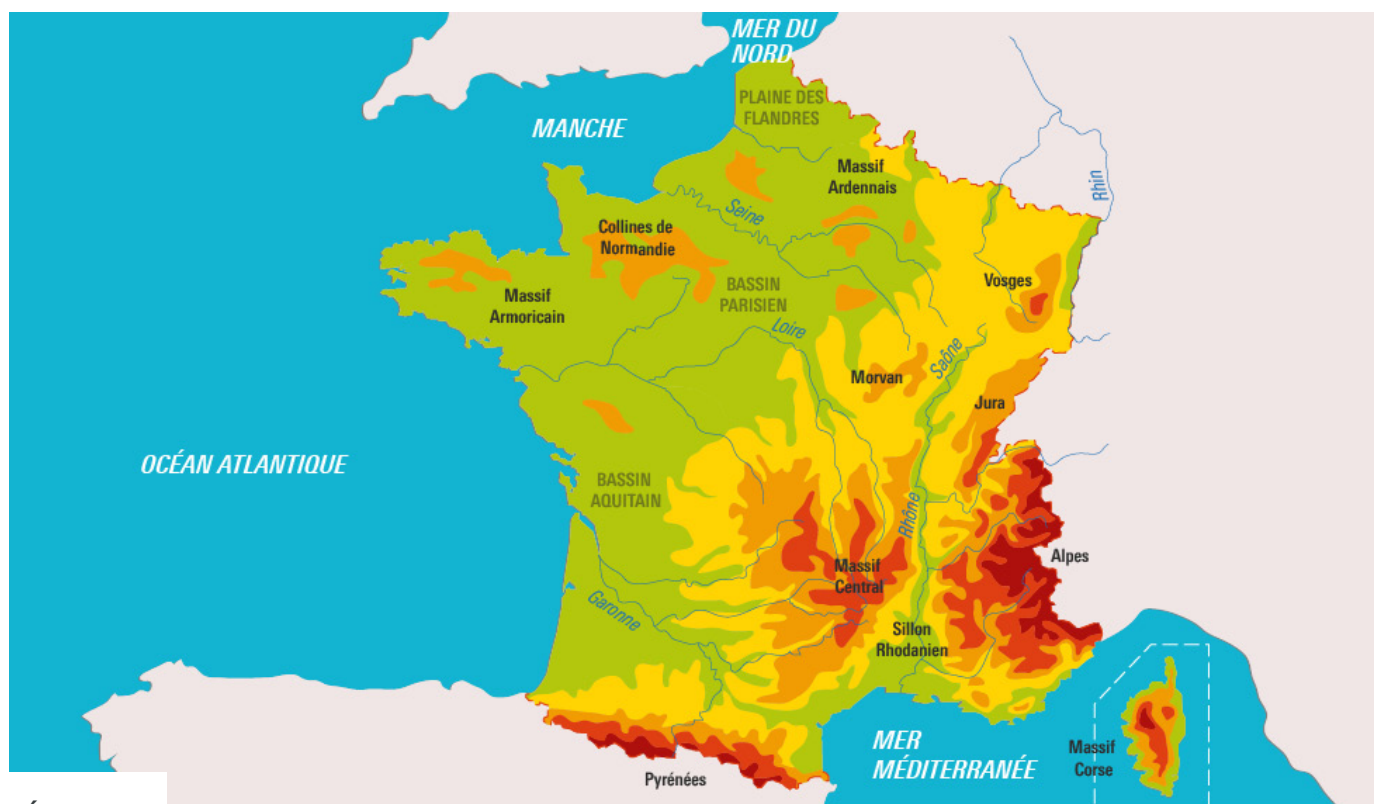 MER DU
NORD
PLAINE DES
FLANDRES
MANCHE
Massif
Ardennais
Rhin
Seine
Collines de
Normandie
BASSIN
PARISIEN
Vosges
Massif
Armoricain
Loire
Saône
Morvan
Jura
OCÉAN ATLANTIQUE
BASSIN
AQUITAIN
Rhône
Alpes
Massif
Central
Garonne
Sillon
Rhodanien
MER
MÉDITERRANÉE
Massif
Corse
Pyrénées